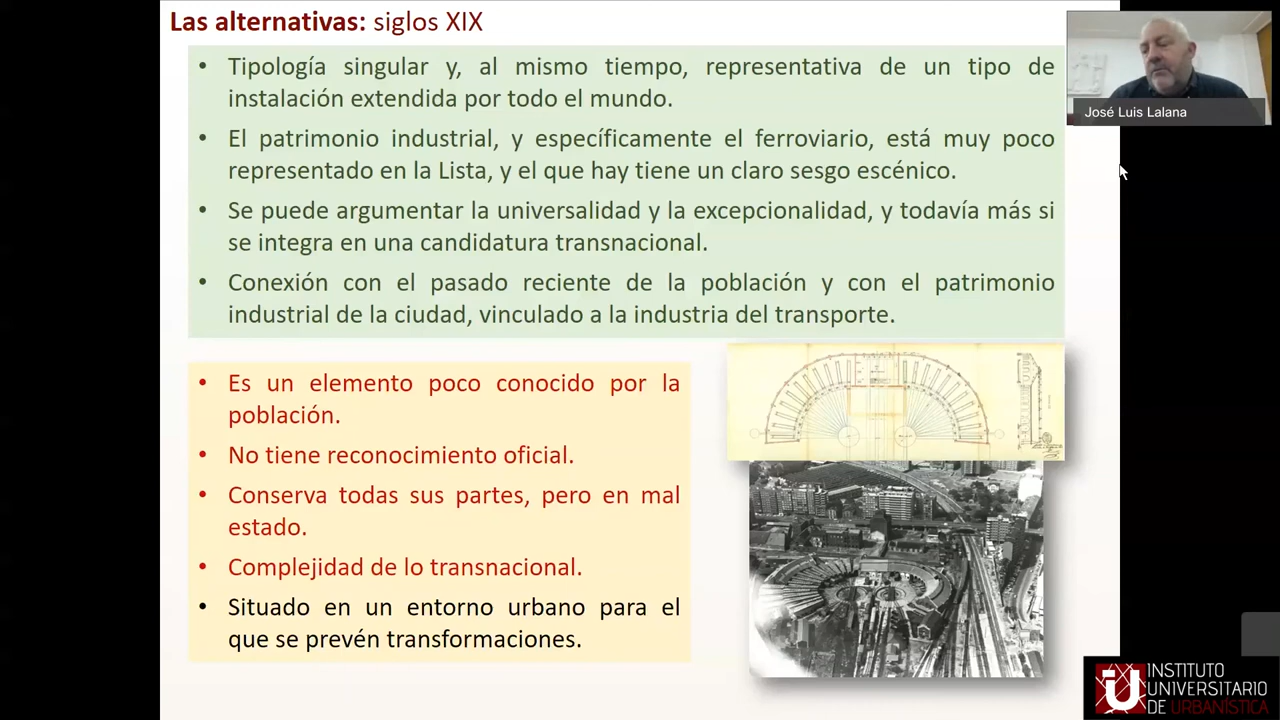 Las alternativas: siglos XIX
• Tipología singular y, al mismo tiempo, representativa de un tipo de
instalación extendida por todo el mundo.
• El patrimonio industrial, y específicamente el ferroviario, está muy poco
representado en la Lista, y el que hay tiene un claro sesgo escénico.
• Se puede argumentar la universalidad y la excepcionalidad, y todavía más si
se integra en una candidatura transnacional.
• Conexión con el pasado reciente de la población y con el patrimonio
industrial de la ciudad, vinculado a la industria del transporte.
• Es un elemento poco conocido por la
población.
• No tiene reconocimiento oficial.
• Conserva todas sus partes, pero en mal
estado.
• Complejidad de lo transnacional.
• Situado en un entorno urbano para el
que se prevén transformaciones.
José Luis Lalana
INSTITUTO
UNIVERSITARIO
DE URBANÍSTICA